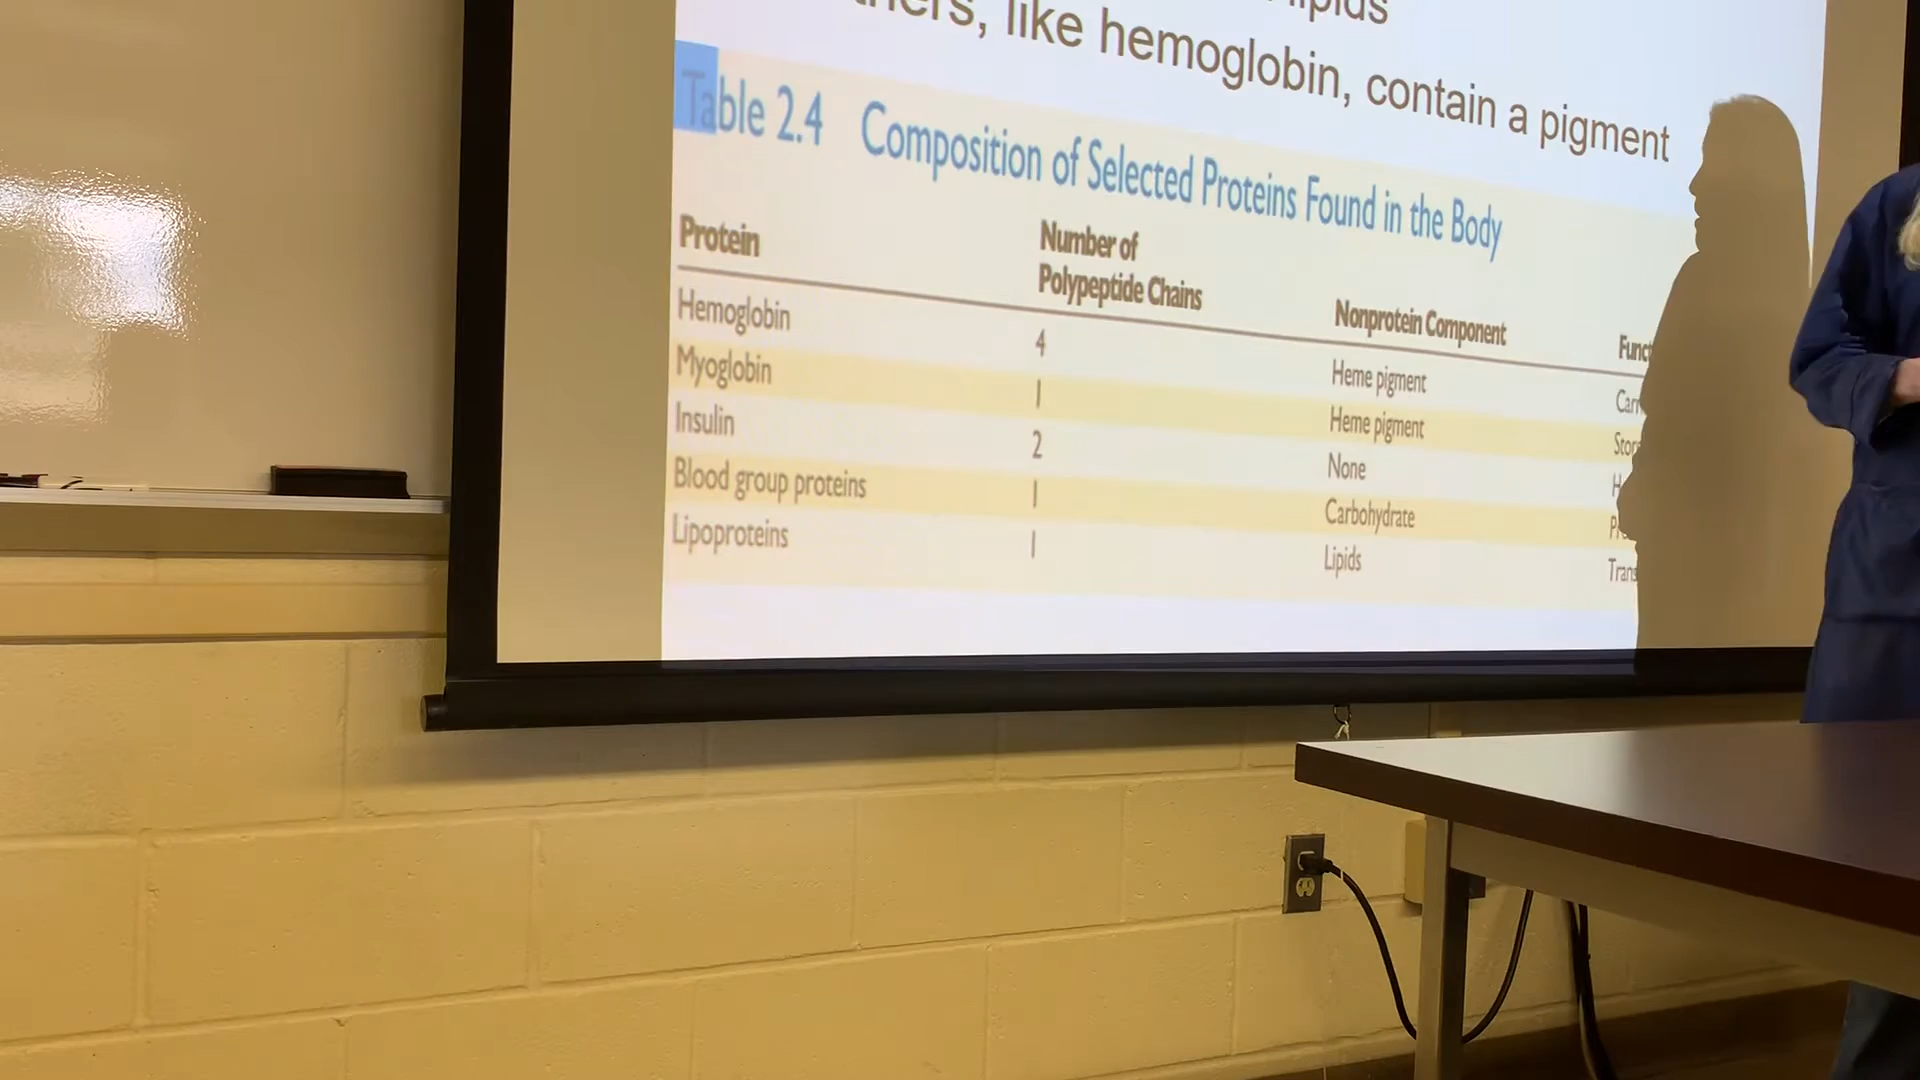 like hemoglobin, contain a pigment
Table 2.4 Composition of Selected Proteins Found in the Body
Protein Number of Polypeptide Chains Nonprotein Component
Hemoglobin 4 Heme pigment
Myoglobin 1 Heme pigment
Insulin 2 None
Blood group proteins 1 Carbohydrate
Lipoproteins 1 Lipids